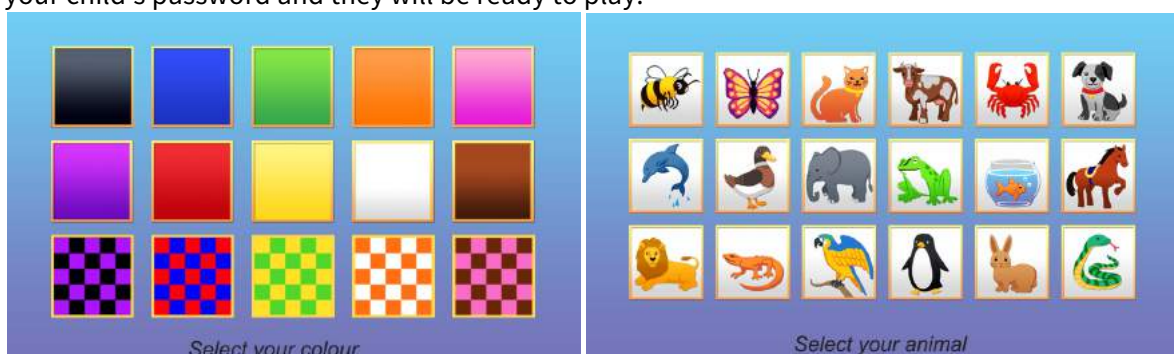 your child's password and they will be ready to play.
Select your colour
Select your animal